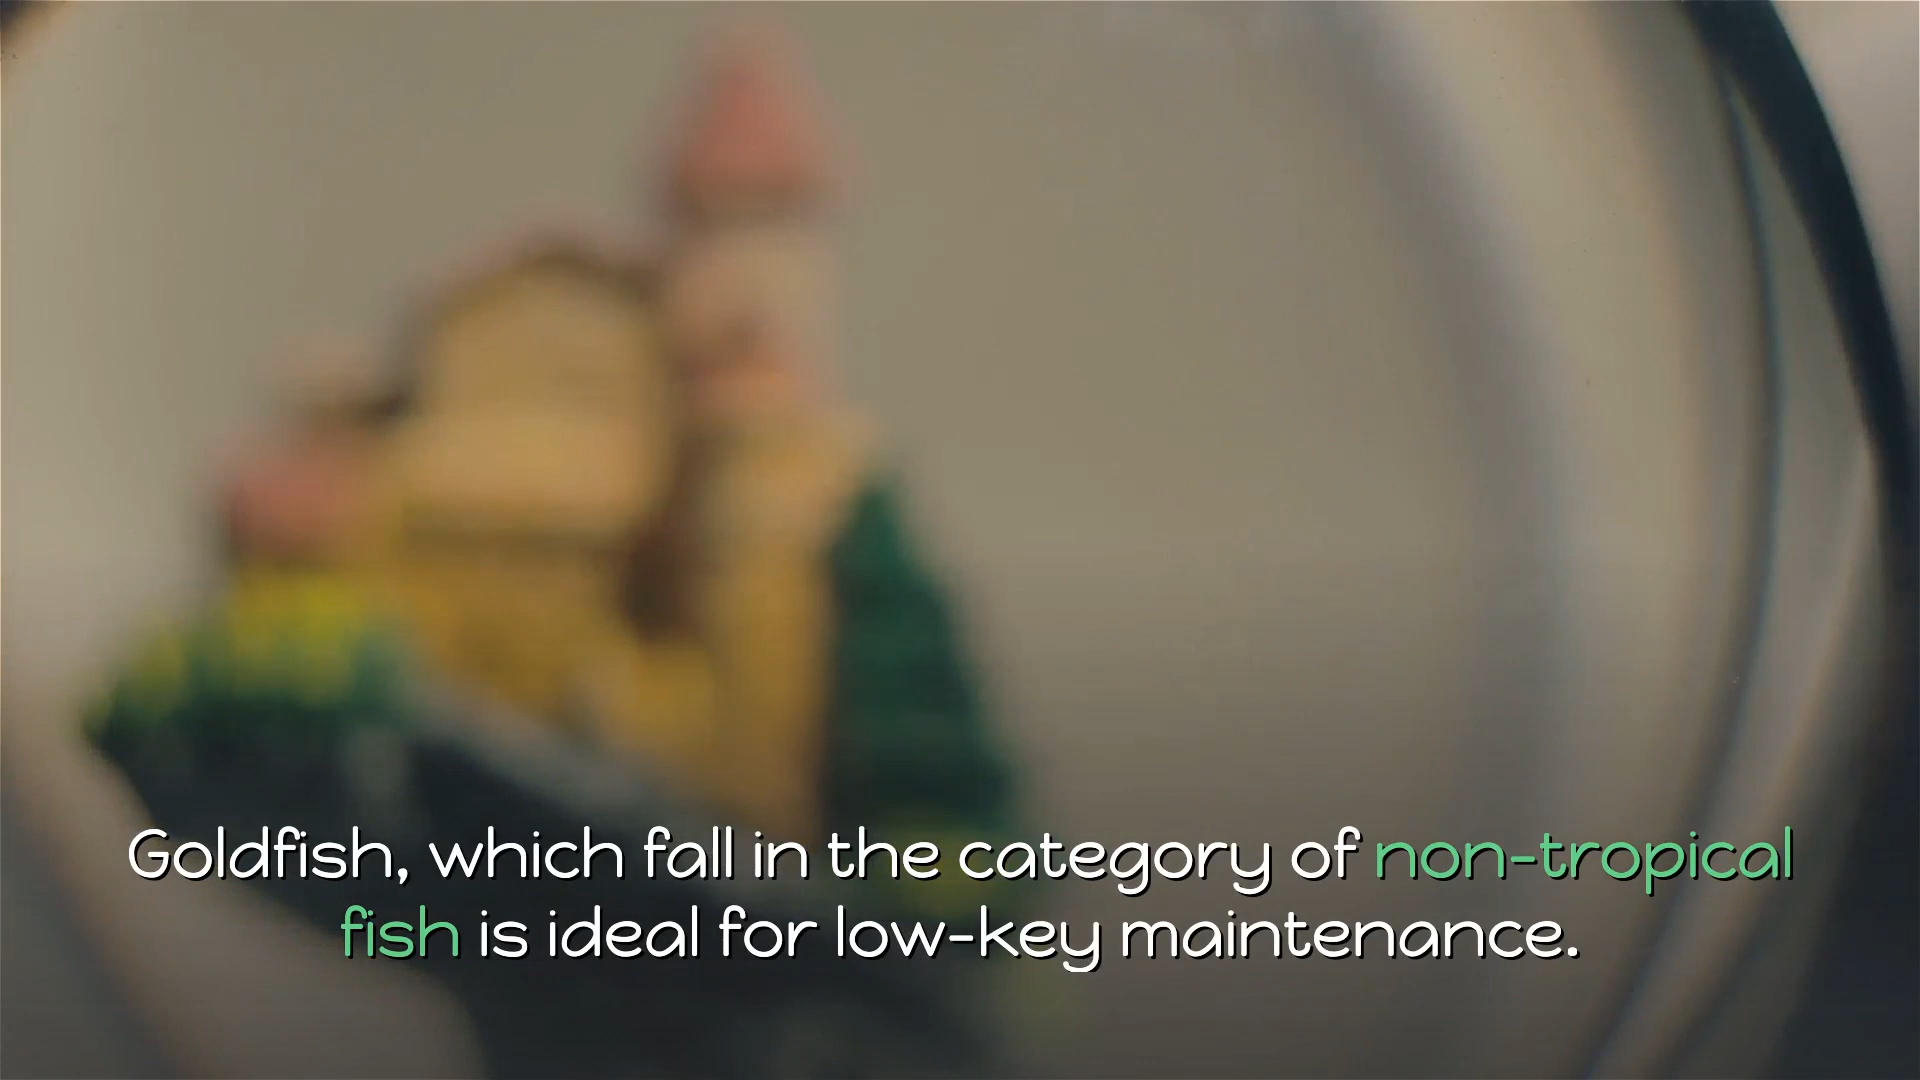 Goldfish, which fall in the category of non-tropical
fish is ideal for low-key maintenance.